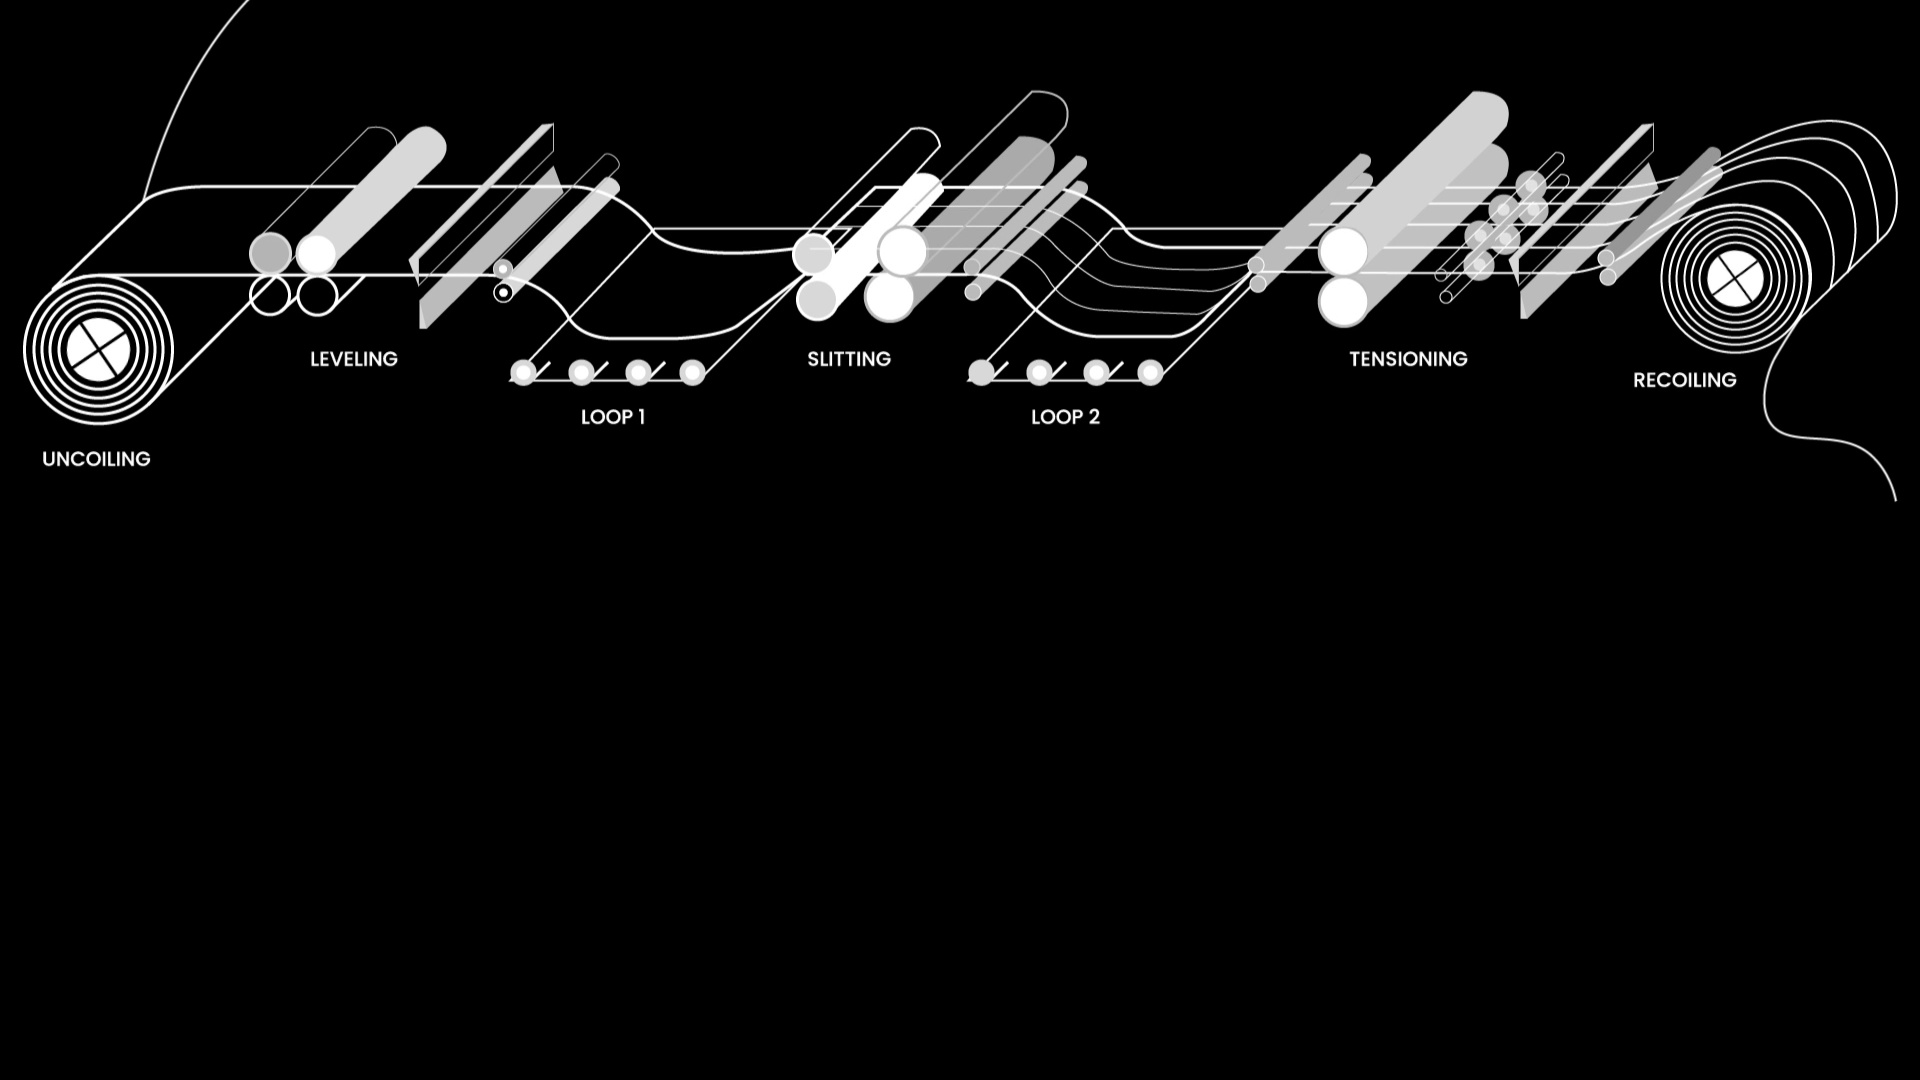 UNCOILING
LEVELING
LOOP 1
SLITTING
LOOP 2
TENSIONING
RECOILING